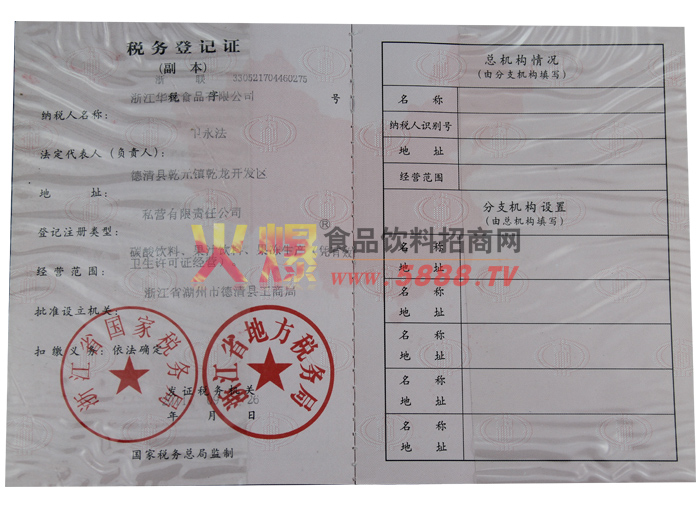 税务登记证
(副 本)
330521704460275
浙江华 食品有限公司 号
纳税人名称:
永法
法定代表人(负责人):
德清县乾元镇乾龙开发区
地 址:
私营有限责任公司
登记注册类型:
碳酸饮料、果汁饮料、
卫生许可证经营
经营范围:
浙江省湖州市德清县工商局
批准设立机关:
扣缴义务:依法确定
浙江省国家税务局
浙江省地方税务局
发证税务机关
年 月 日
国家税务总局监制
总机构情况
(由分支机构填写)
名 称
纳税人识别号
地 址
经营范围
分支机构设置
(由总机构填写)
名 称
地 址
名 称
地 址
名 称
地 址
名 称
地 址
名 称
地 址
火爆®食品饮料招商网
www.5888.TV